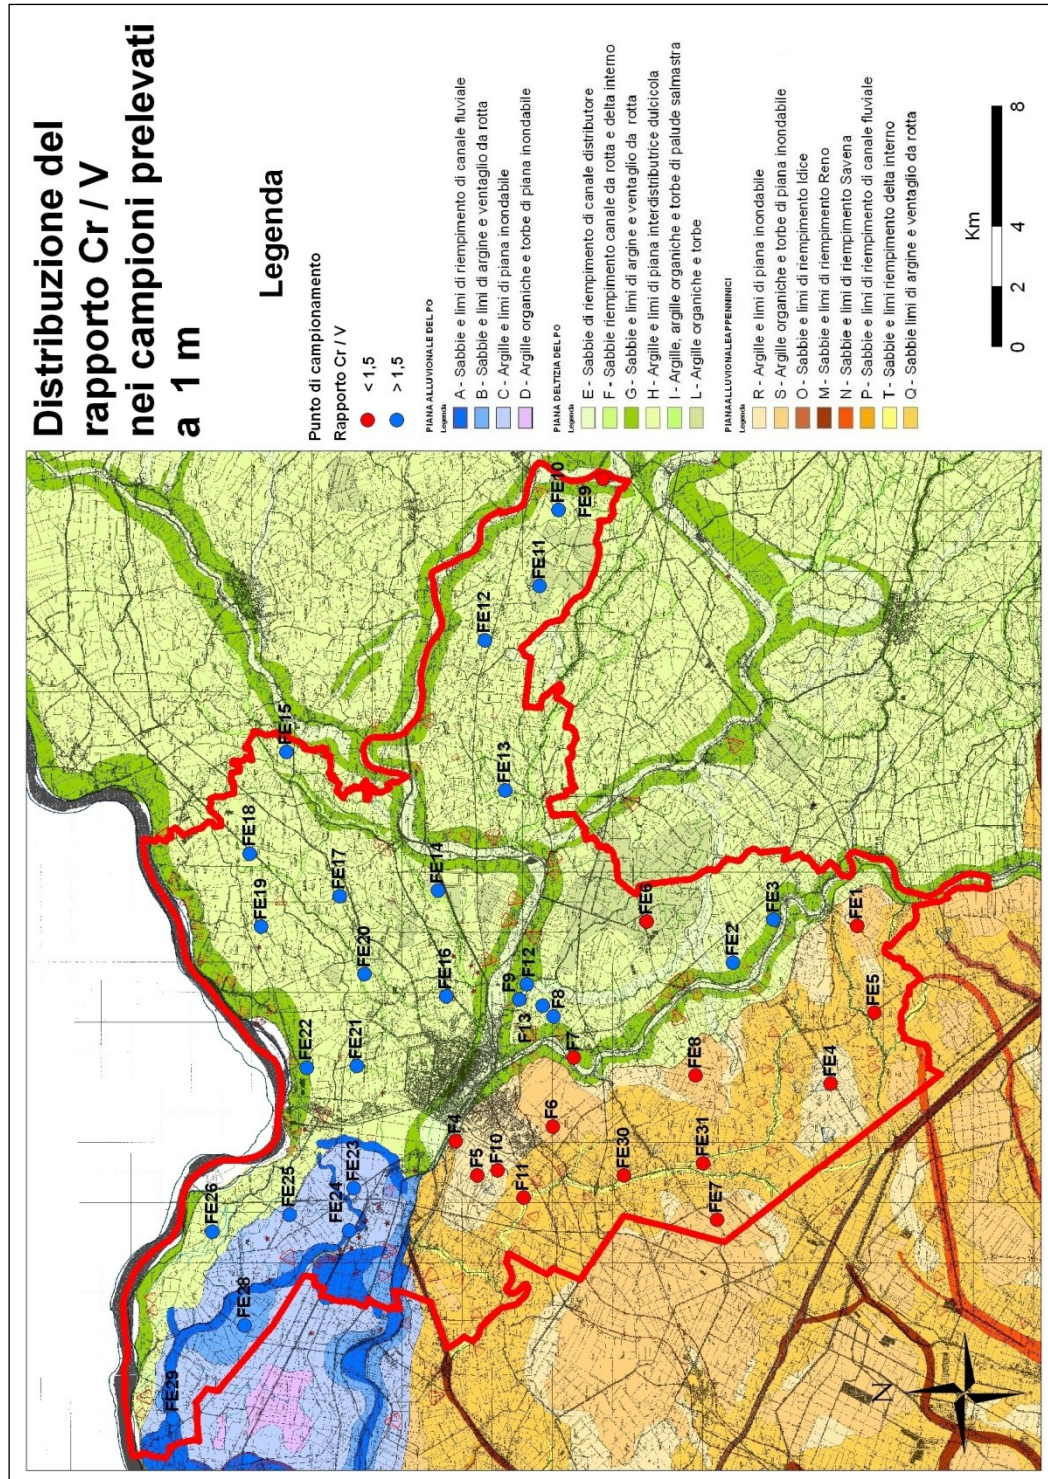 Distribuzione del
rapporto Cr / V
nei campioni prelevati
a 1 m
Legenda
Punto di campionamento
Rapporto Cr / V
< 1,5
> 1,5
PIANA ALLUVIONALE DEL PO
Legenda
A - Sabbie e limi di riempimento di canale fluviale
B - Sabbie e limi di argine e ventaglio da rotta
C - Argille e limi di piana inondabile
D - Argille organiche e torbe di piana inondabile
PIANA DELTIZIA DEL PO
Legenda
E - Sabbie di riempimento di canale distributore
F - Sabbie riempimento canale da rotta e delta interno
G - Sabbie e limi di argine e ventaglio da rotta
H - Argille e limi di piana interdistributrice dulcicola
I - Argille, argille organiche e torbe di palude salmastra
L - Argille organiche e torbe
PIANA ALLUVIONALE APPENNINICI
Legenda
R - Argille e limi di piana inondabile
S - Argille organiche e torbe di piana inondabile
O - Sabbie e limi di riempimento Idice
M - Sabbie e limi di riempimento Reno
N - Sabbie e limi di riempimento Savena
P - Sabbie e limi di riempimento di canale fluviale
T - Sabbie e limi riempimento delta interno
Q - Sabbie limi di argine e ventaglio da rotta
Km
0 2 4 8
FE29
FE28
FE26
FE25
FE24
FE23
FE22
FE21
FE20
FE19
FE18
FE17
FE15
FE16
FE14
FE13
FE12
FE11
FE10
FE9
F4
F5
F10
F11
F6
F7
F13
F9
F12
F8
FE6
FE2
FE3
FE1
FE5
FE4
FE8
FE30
FE31
FE7
N